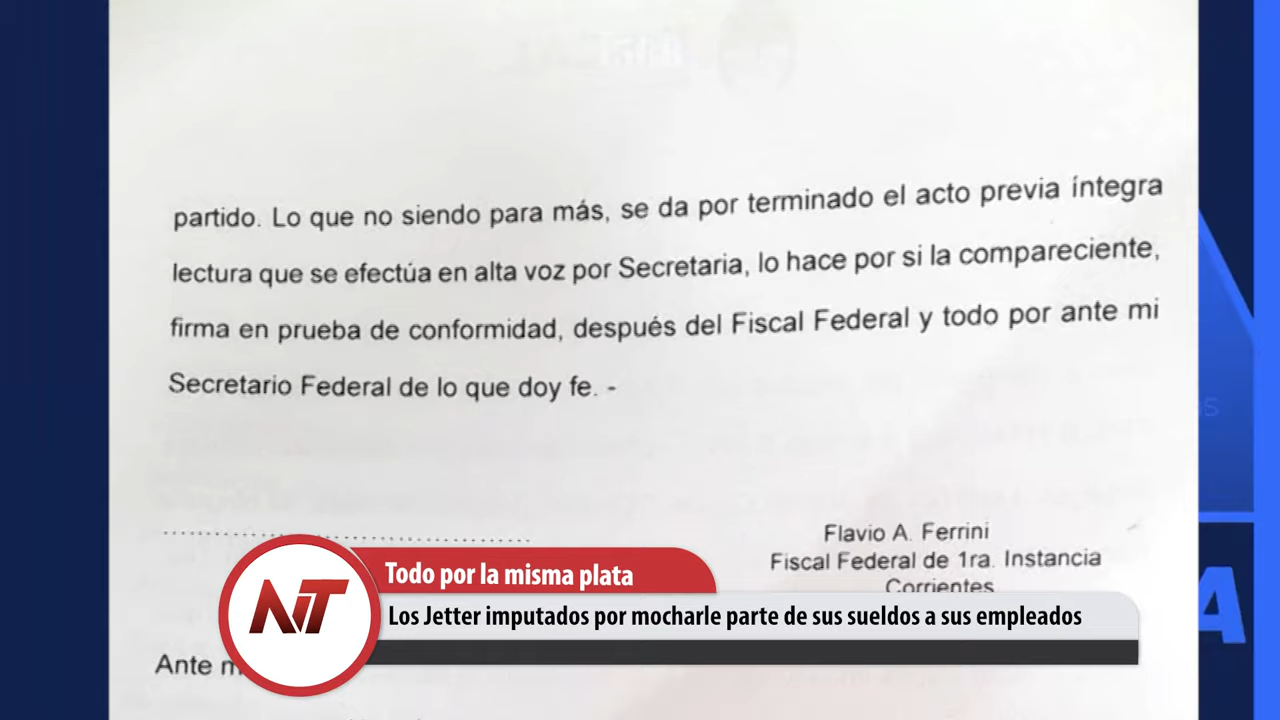 partido. Lo que no siendo para más, se da por terminado el acto previa íntegra
lectura que se efectúa en alta voz por Secretaria, lo hace por si la compareciente,
firma en prueba de conformidad, después del Fiscal Federal y todo por ante mi
Secretario Federal de lo que doy fe. -
Flavio A. Ferrini
Fiscal Federal de 1ra. Instancia
Corrientes
NT
Todo por la misma plata
Los Jetter imputados por mocharle parte de sus sueldos a sus empleados
Ante
A